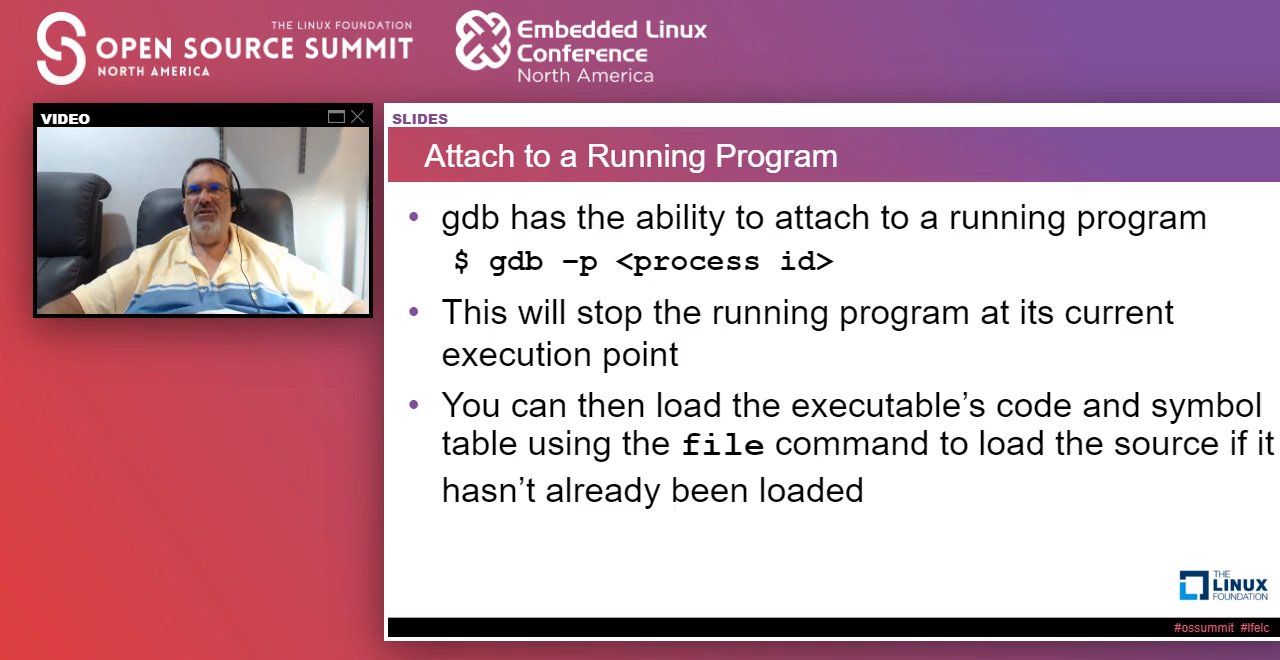 THE LINUX FOUNDATION
OPEN SOURCE SUMMIT
NORTH AMERICA
Embedded Linux
Conference
North America
VIDEO
SLIDES
Attach to a Running Program
• gdb has the ability to attach to a running program
$ gdb –p <process id>
• This will stop the running program at its current
execution point
• You can then load the executable’s code and symbol
table using the file command to load the source if it
hasn’t already been loaded
THE
LINUX
FOUNDATION
#ossummit #lfelc